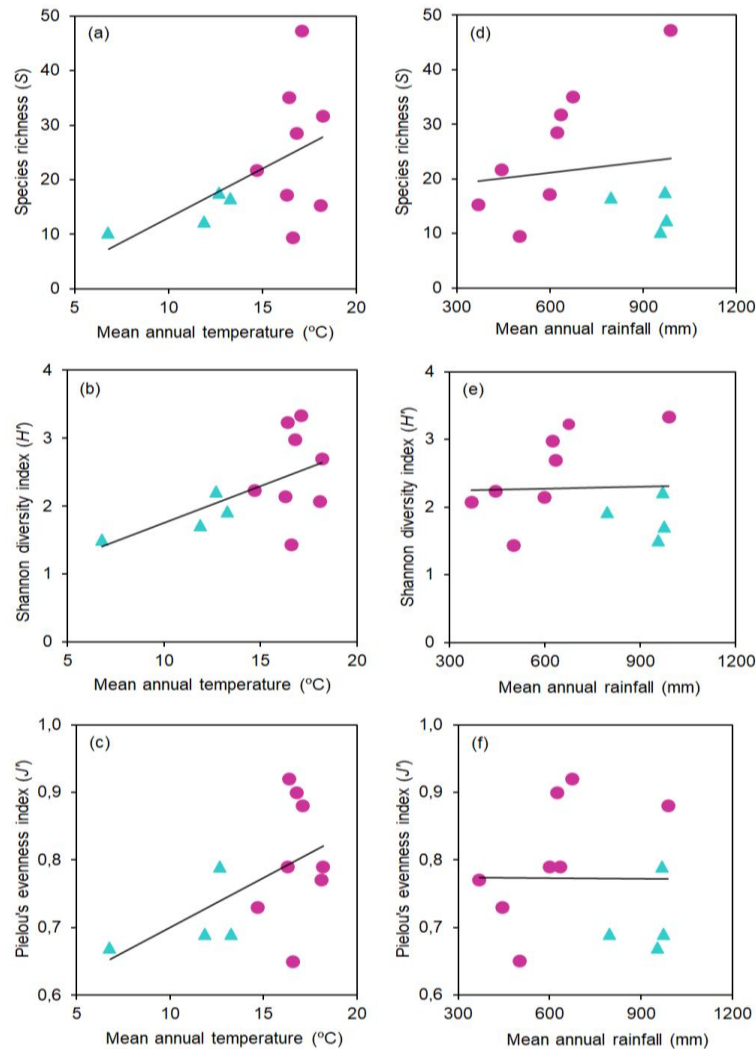 (a)
50
40
30
20
10
0
Species richness (S)
5 10 15 20
Mean annual temperature (ºC)
(d)
50
40
30
20
10
0
Species richness (S)
300 600 900 1200
Mean annual rainfall (mm)
(b)
4
3
2
1
0
Shannon diversity index (H')
5 10 15 20
Mean annual temperature (ºC)
(e)
4
3
2
1
0
Shannon diversity index (H')
300 600 900 1200
Mean annual rainfall (mm)
(c)
1,0
0,9
0,8
0,7
0,6
Pielou's evenness index (J')
5 10 15 20
Mean annual temperature (ºC)
(f)
1,0
0,9
0,8
0,7
0,6
Pielou's evenness index (J')
300 600 900 1200
Mean annual rainfall (mm)